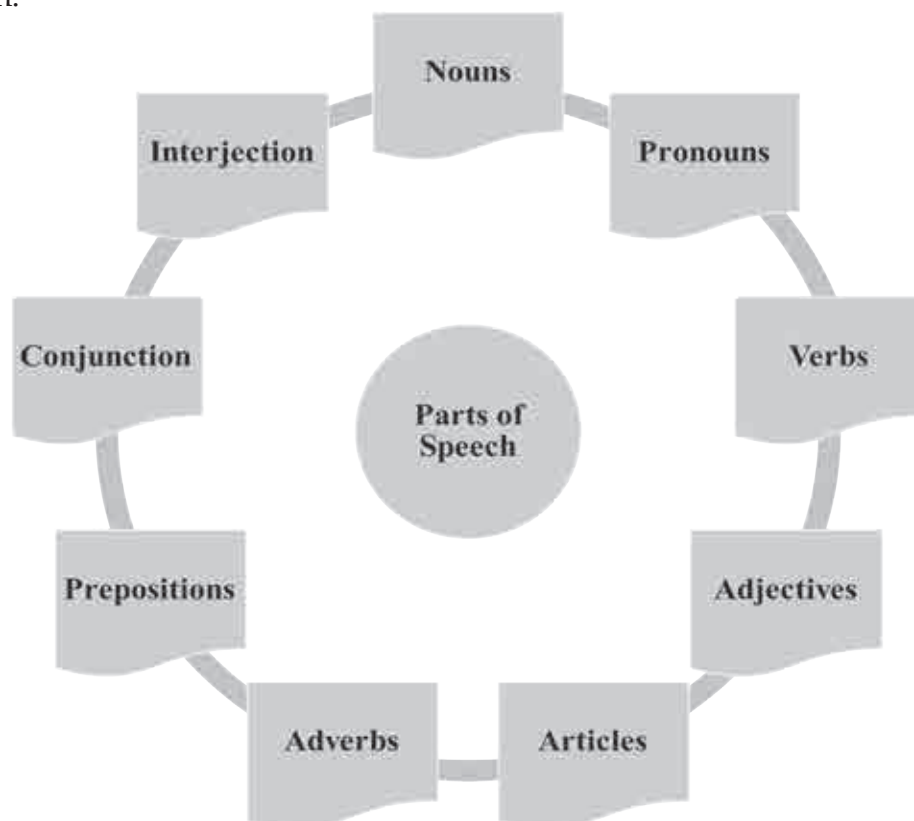 Nouns
Pronouns
Verbs
Adjectives
Articles
Adverbs
Prepositions
Conjunction
Interjection
Parts of
Speech